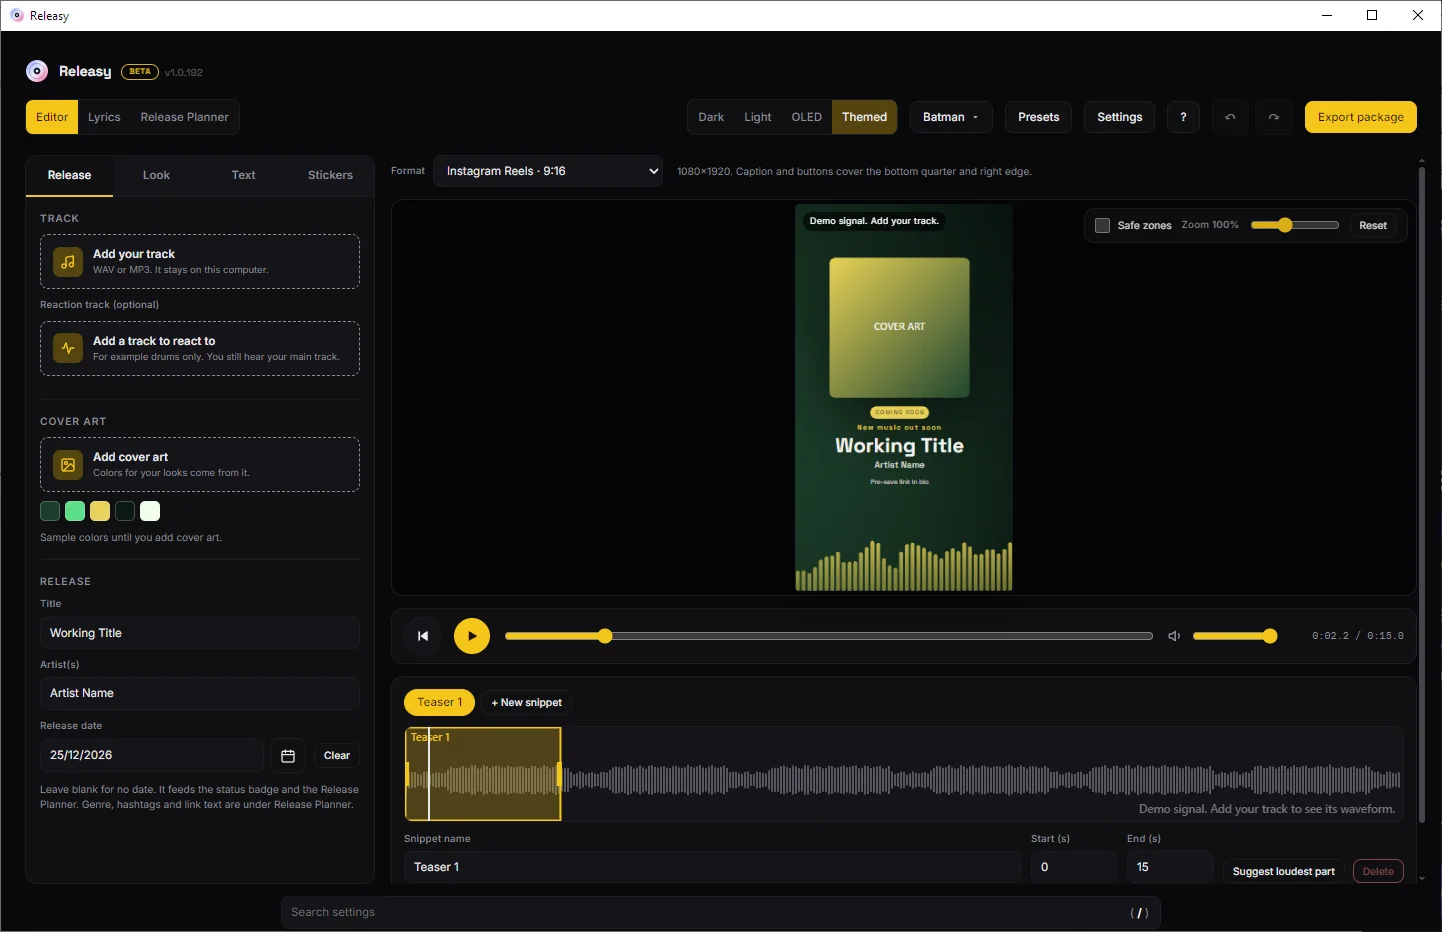 Releasy
Releasy BETA v1.0.192
Editor Lyrics Release Planner
Dark Light OLED Themed Batman Presets Settings ? Export package
Release Look Text Stickers
Format Instagram Reels · 9:16 1080×1920. Caption and buttons cover the bottom quarter and right edge.
TRACK
Add your track
WAV or MP3. It stays on this computer.
Reaction track (optional)
Add a track to react to
For example drums only. You still hear your main track.
COVER ART
Add cover art
Colors for your looks come from it.
Sample colors until you add cover art.
RELEASE
Title
Working Title
Artist(s)
Artist Name
Release date
25/12/2026 Clear
Leave blank for no date. It feeds the status badge and the Release
Planner. Genre, hashtags and link text are under Release Planner.
Demo signal. Add your track.
Safe zones Zoom 100% Reset
COVER ART
COMING SOON
New music out soon
Working Title
Artist Name
Pre-save link in bio
0:02.2 / 0:15.0
Teaser 1 + New snippet
Teaser 1
Demo signal. Add your track to see its waveform.
Snippet name Start (s) End (s)
Teaser 1 0 15 Suggest loudest part Delete
Search settings ( / )